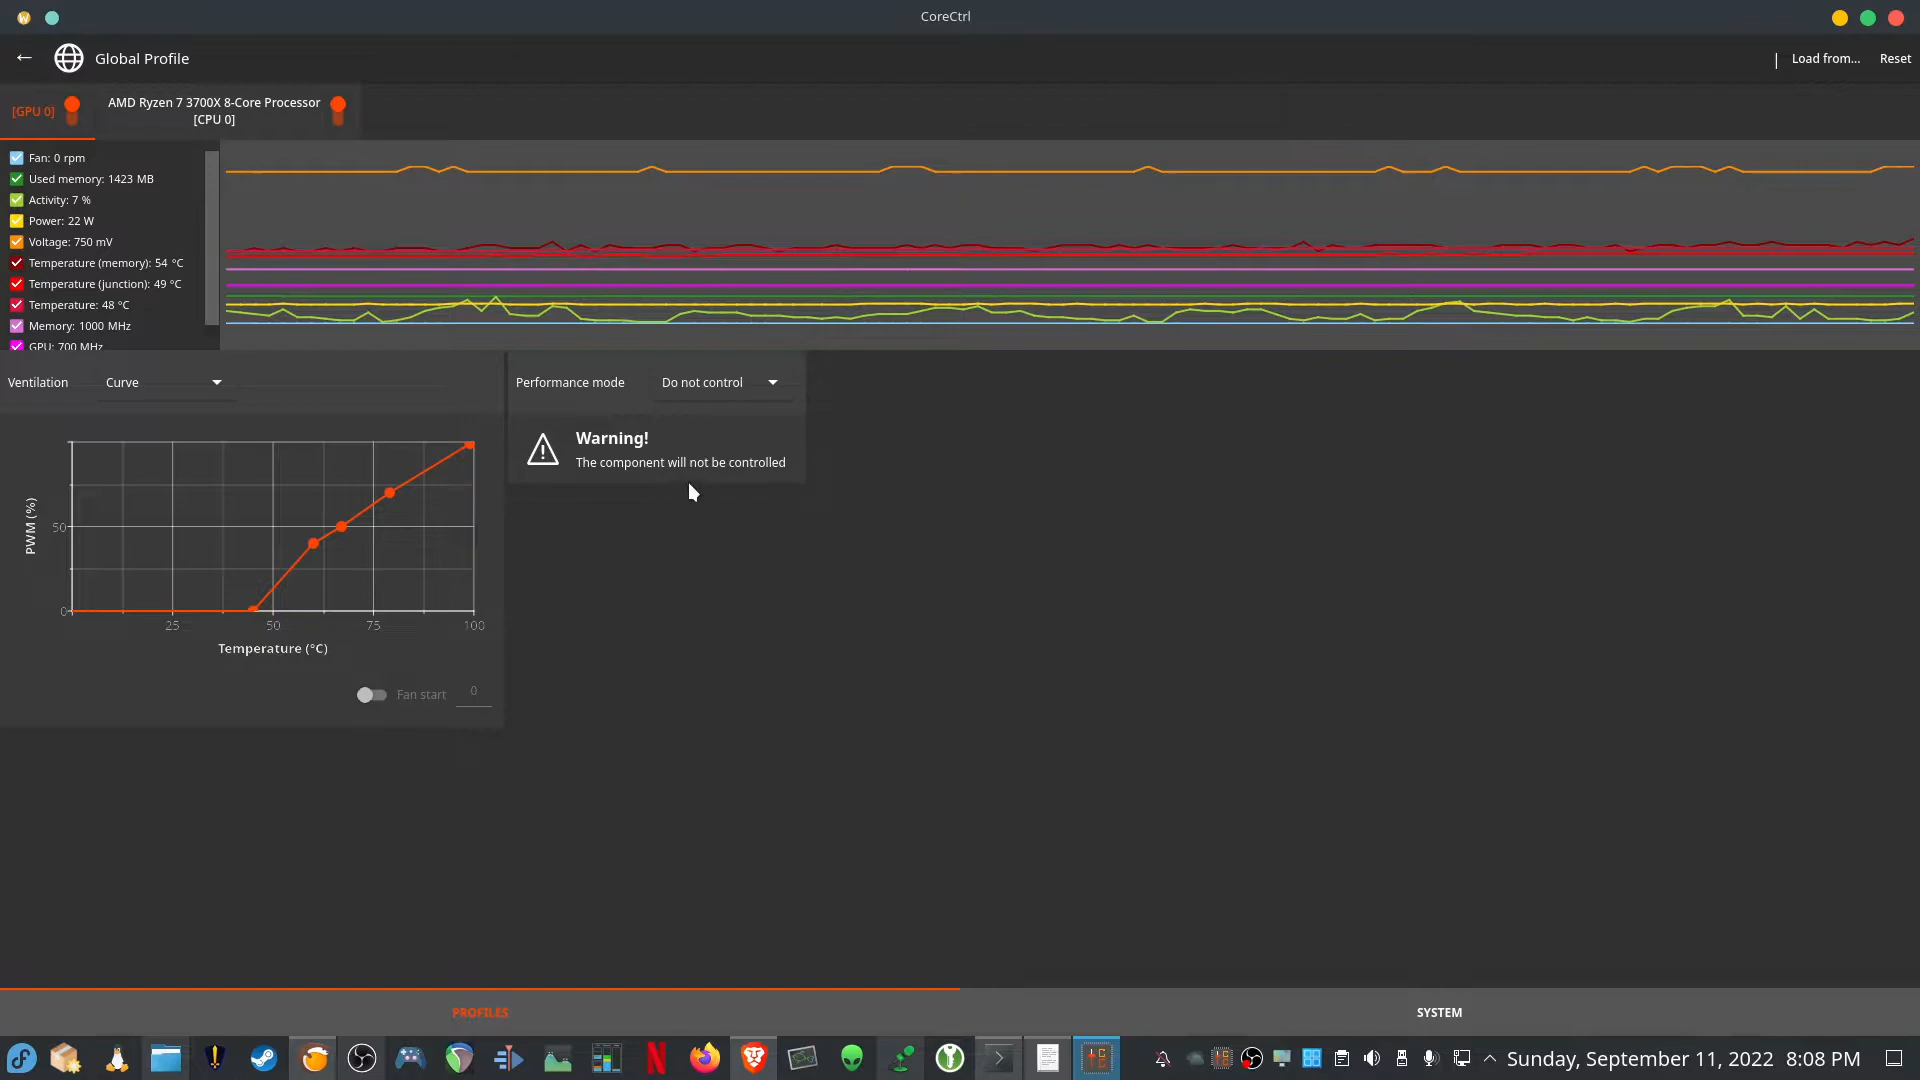 CoreCtrl
Global Profile
Load from...
Reset
[GPU 0]
AMD Ryzen 7 3700X 8-Core Processor
[CPU 0]
Fan: 0 rpm
Used memory: 1423 MB
Activity: 7 %
Power: 22 W
Voltage: 750 mV
Temperature (memory): 54 °C
Temperature (junction): 49 °C
Temperature: 48 °C
Memory: 1000 MHz
GPU: 700 MHz
Ventilation
Curve
Performance mode
Do not control
Warning!
The component will not be controlled
PWM (%)
50
0
25
50
75
100
Temperature (°C)
Fan start
0
PROFILES
SYSTEM
Sunday, September 11, 2022 8:08 PM